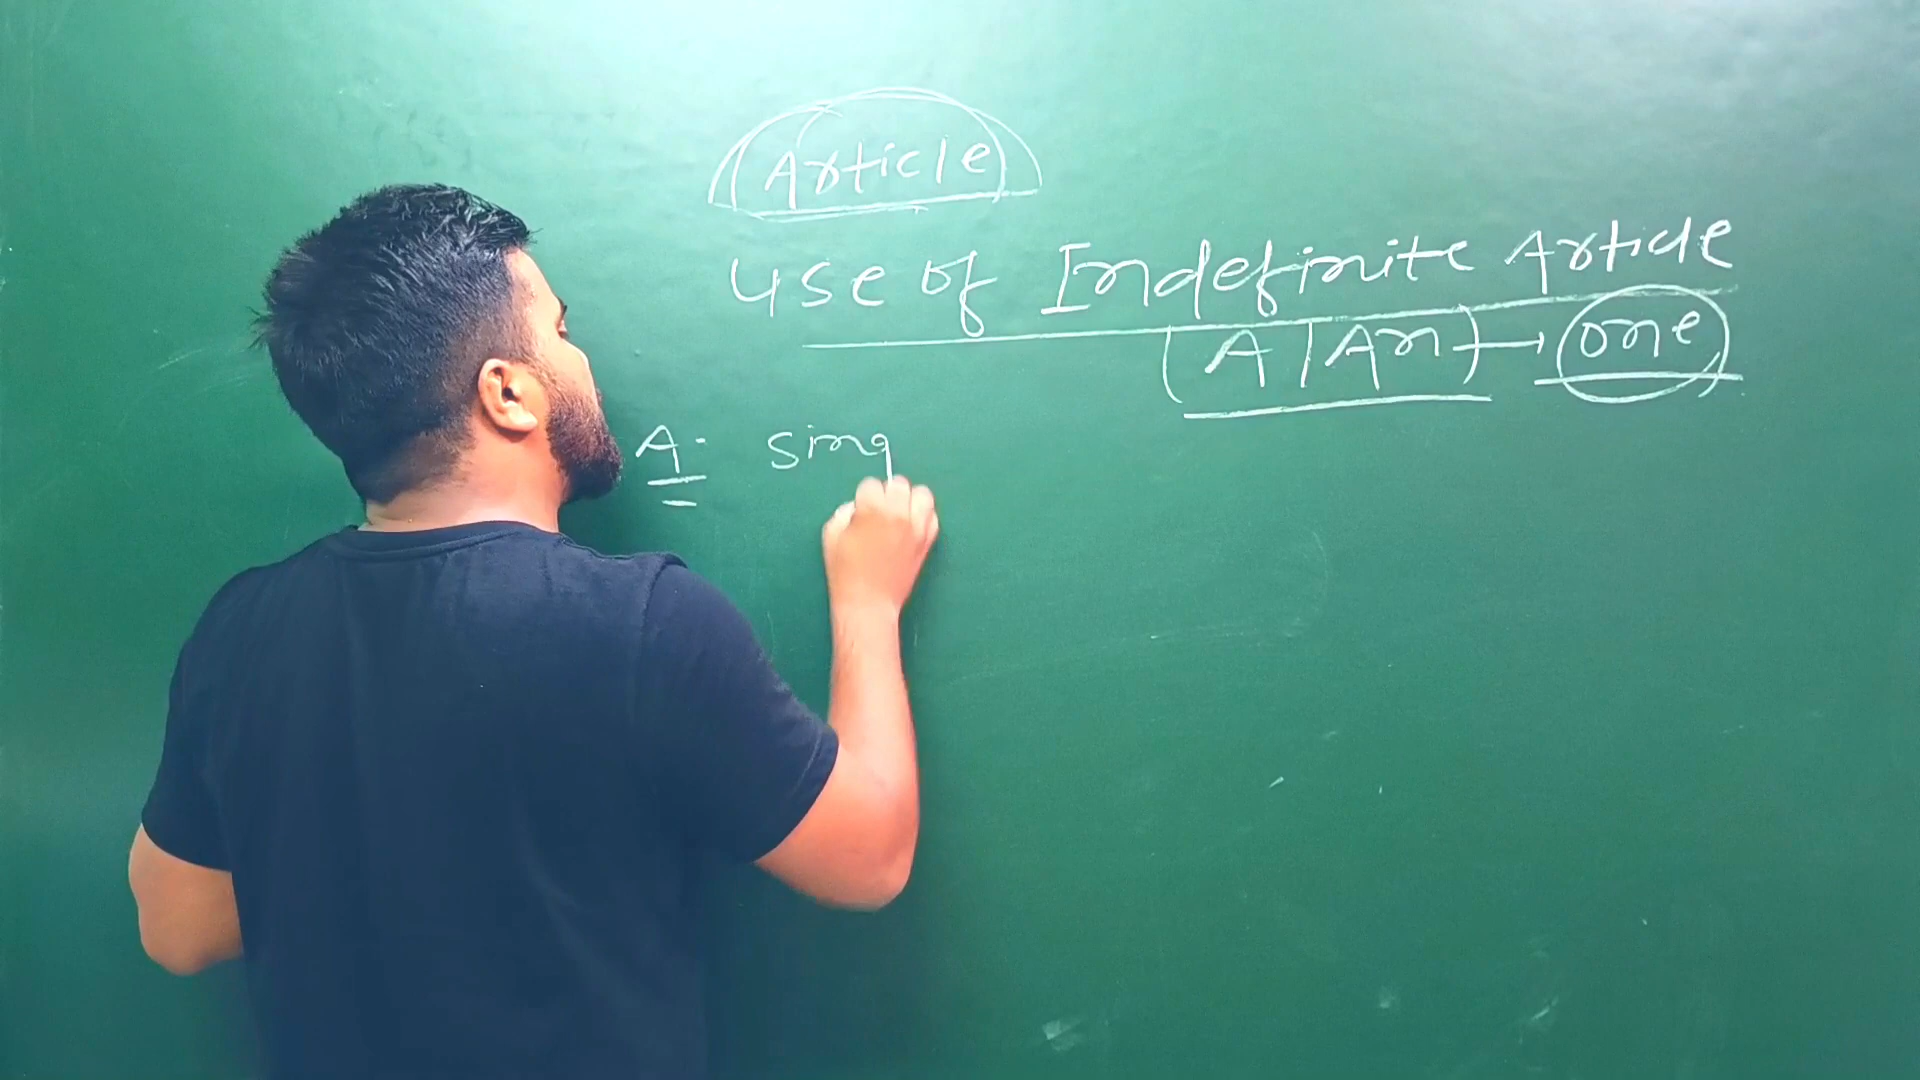 Article
Use of Indefinite Article
(A | An) → one
A. Sing